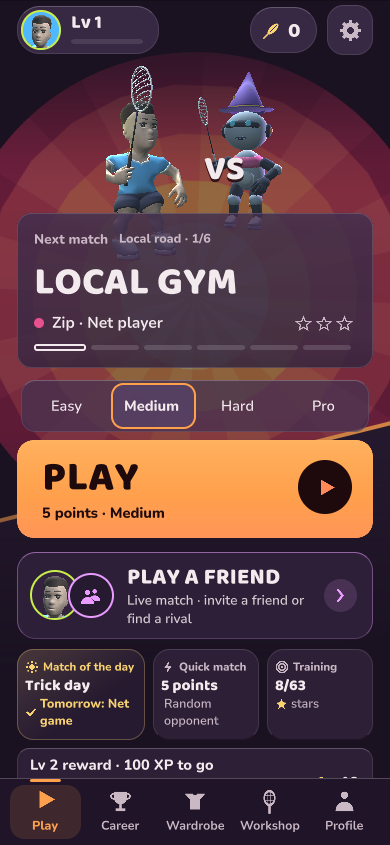 Lv 1
0
VS
Next match Local road · 1/6
LOCAL GYM
Zip · Net player
Easy Medium Hard Pro
PLAY
5 points · Medium
PLAY A FRIEND
Live match · invite a friend or
find a rival
Match of the day
Trick day
Tomorrow: Net
game
Quick match
5 points
Random
opponent
Training
8/63
stars
Lv 2 reward · 100 XP to go
Play Career Wardrobe Workshop Profile